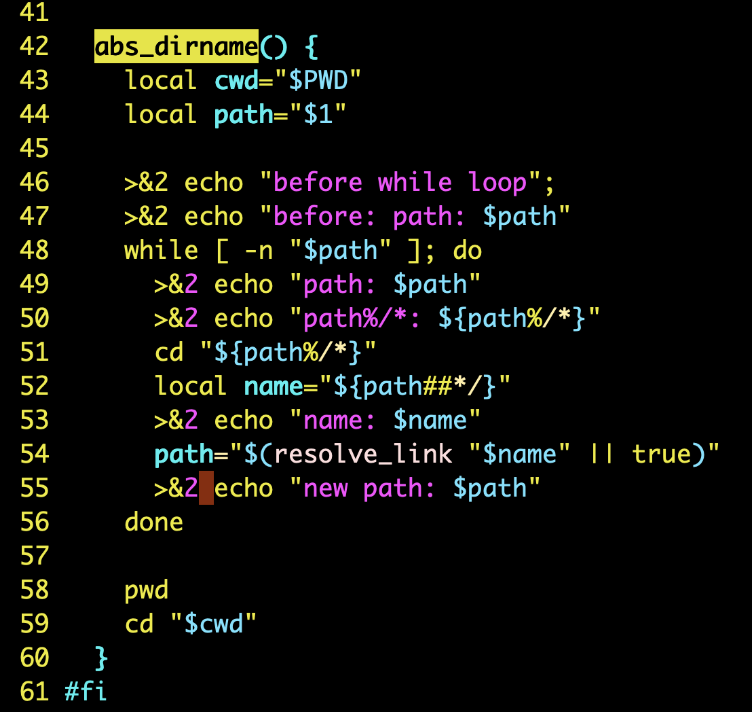 41
42   abs_dirname() {
43     local cwd="$PWD"
44     local path="$1"
45
46     >&2 echo "before while loop";
47     >&2 echo "before: path: $path"
48     while [ -n "$path" ]; do
49       >&2 echo "path: $path"
50       >&2 echo "path%/*: ${path%/*}"
51       cd "${path%/*}"
52       local name="${path##*/}"
53       >&2 echo "name: $name"
54       path="$(resolve_link "$name" || true)"
55       >&2 echo "new path: $path"
56     done
57
58     pwd
59     cd "$cwd"
60   }
61 #fi